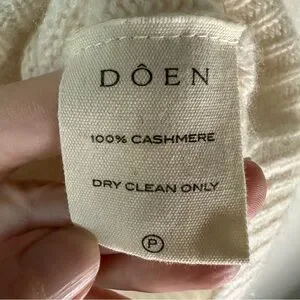 DÔEN
100% CASHMERE
DRY CLEAN ONLY
P